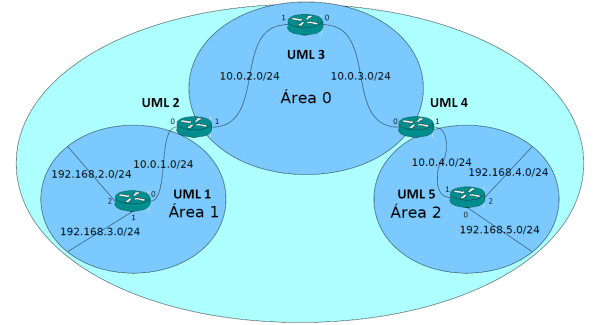 1
0
UML 3
10.0.2.0/24
10.0.3.0/24
Área 0
UML 2
UML 4
0
1
0
1
10.0.1.0/24
10.0.4.0/24
192.168.2.0/24
192.168.4.0/24
0
UML 1
UML 5
1
2
2
Área 1
Área 2
1
0
192.168.3.0/24
192.168.5.0/24